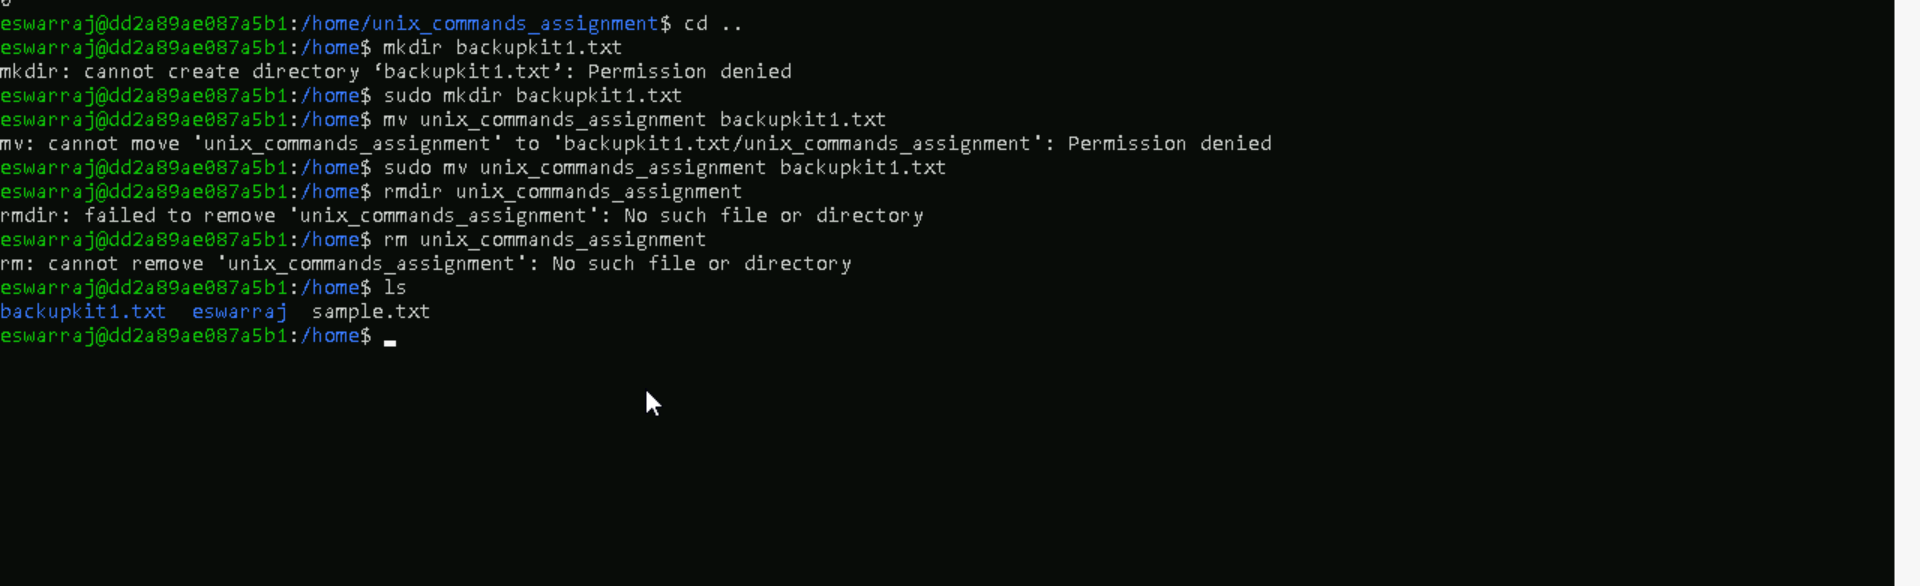 eswarraj@dd2a89ae087a5b1:/home/unix_commands_assignment$ cd ..
eswarraj@dd2a89ae087a5b1:/home$ mkdir backupkit1.txt
mkdir: cannot create directory ‘backupkit1.txt’: Permission denied
eswarraj@dd2a89ae087a5b1:/home$ sudo mkdir backupkit1.txt
eswarraj@dd2a89ae087a5b1:/home$ mv unix_commands_assignment backupkit1.txt
mv: cannot move 'unix_commands_assignment' to 'backupkit1.txt/unix_commands_assignment': Permission denied
eswarraj@dd2a89ae087a5b1:/home$ sudo mv unix_commands_assignment backupkit1.txt
eswarraj@dd2a89ae087a5b1:/home$ rmdir unix_commands_assignment
rmdir: failed to remove 'unix_commands_assignment': No such file or directory
eswarraj@dd2a89ae087a5b1:/home$ rm unix_commands_assignment
rm: cannot remove 'unix_commands_assignment': No such file or directory
eswarraj@dd2a89ae087a5b1:/home$ ls
backupkit1.txt  eswarraj  sample.txt
eswarraj@dd2a89ae087a5b1:/home$